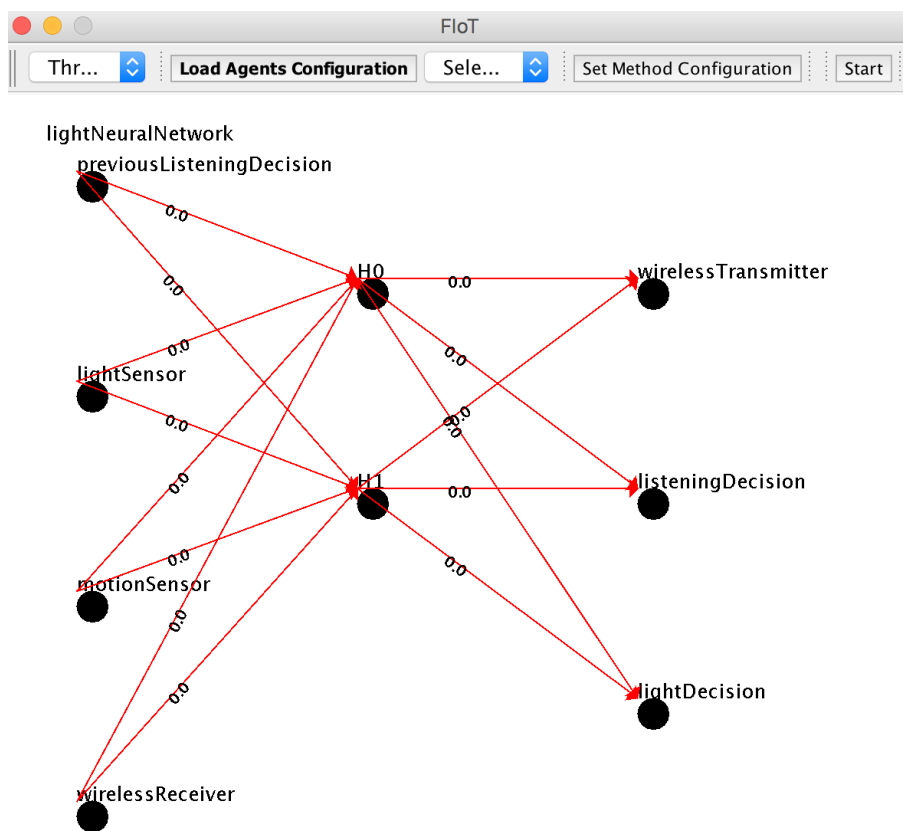 FIoT
Thr... Load Agents Configuration Sele... Set Method Configuration Start
lightNeuralNetwork
previousListeningDecision
0.0
H0 wirelessTransmitter
0.0 0.0
0.0
0.0
lightSensor
0.0 0.0
0.0
H1 listeningDecision
0.0 0.0
0.0
0.0
motionSensor
0.0
lightDecision
0.0
wirelessReceiver